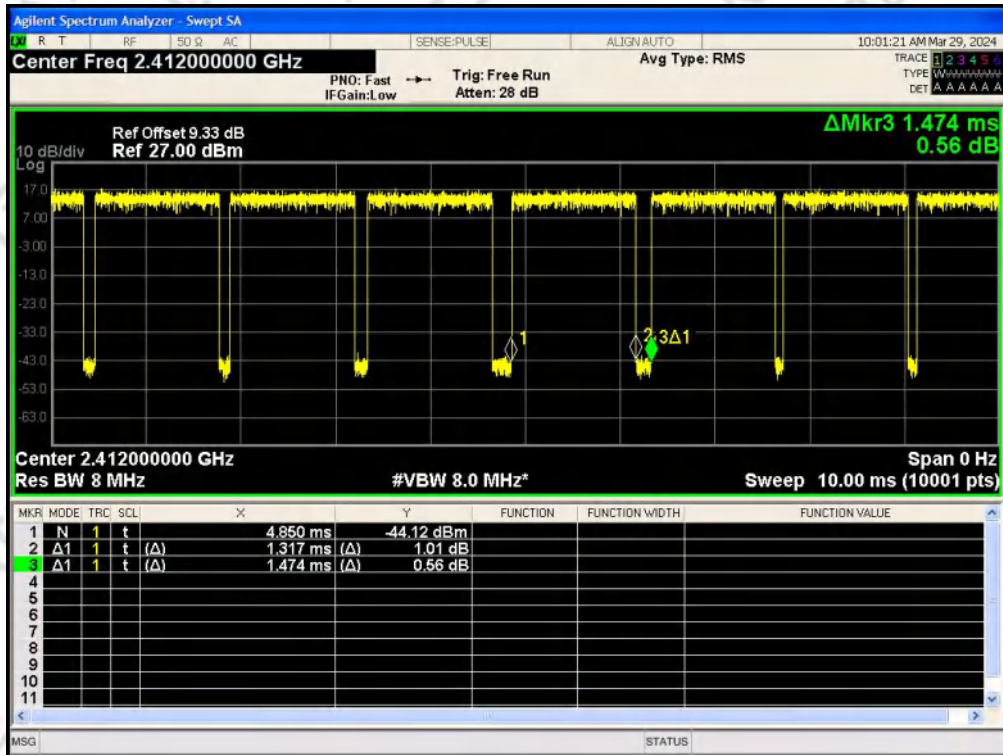 Agilent Spectrum Analyzer - Swept SA
LXI R T RF 50 Ω AC SENSE:PULSE ALIGN AUTO 10:01:21 AM Mar 29, 2024
Center Freq 2.412000000 GHz Avg Type: RMS TRACE 1 2 3 4 5 6
PNO: Fast Trig: Free Run TYPE
IFGain:Low Atten: 28 dB DET A A A A A A
ΔMkr3 1.474 ms
Ref Offset 9.33 dB
10 dB/div Ref 27.00 dBm 0.56 dB
Log
17.0
7.00
-3.00
-13.0
-23.0
-33.0
1 2 3Δ1
-43.0
-53.0
-63.0
Center 2.412000000 GHz Span 0 Hz
Res BW 8 MHz #VBW 8.0 MHz* Sweep 10.00 ms (10001 pts)
MKR MODE TRC SCL X Y FUNCTION FUNCTION WIDTH FUNCTION VALUE
1 N 1 t 4.850 ms -44.12 dBm
2 Δ1 1 t (Δ) 1.317 ms (Δ) 1.01 dB
3 Δ1 1 t (Δ) 1.474 ms (Δ) 0.56 dB
4
5
6
7
8
9
10
11
MSG STATUS